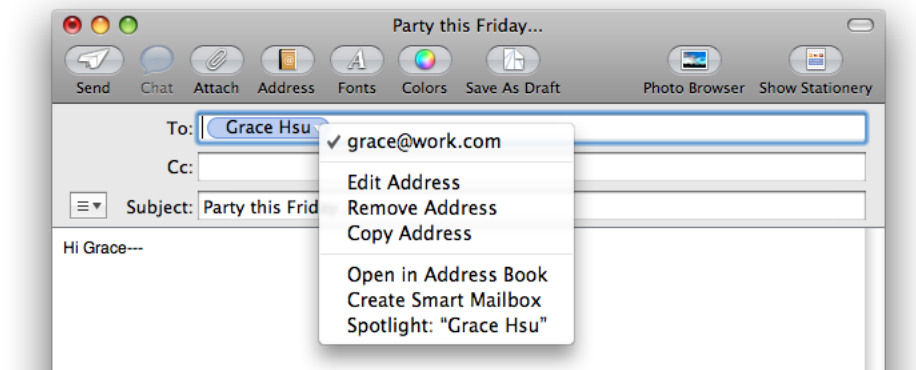 Party this Friday...
Send Chat Attach Address Fonts Colors Save As Draft Photo Browser Show Stationery
To: Grace Hsu
✓ grace@work.com
Cc:
Edit Address
Subject: Party this Frid
Remove Address
Copy Address
Hi Grace---
Open in Address Book
Create Smart Mailbox
Spotlight: “Grace Hsu”